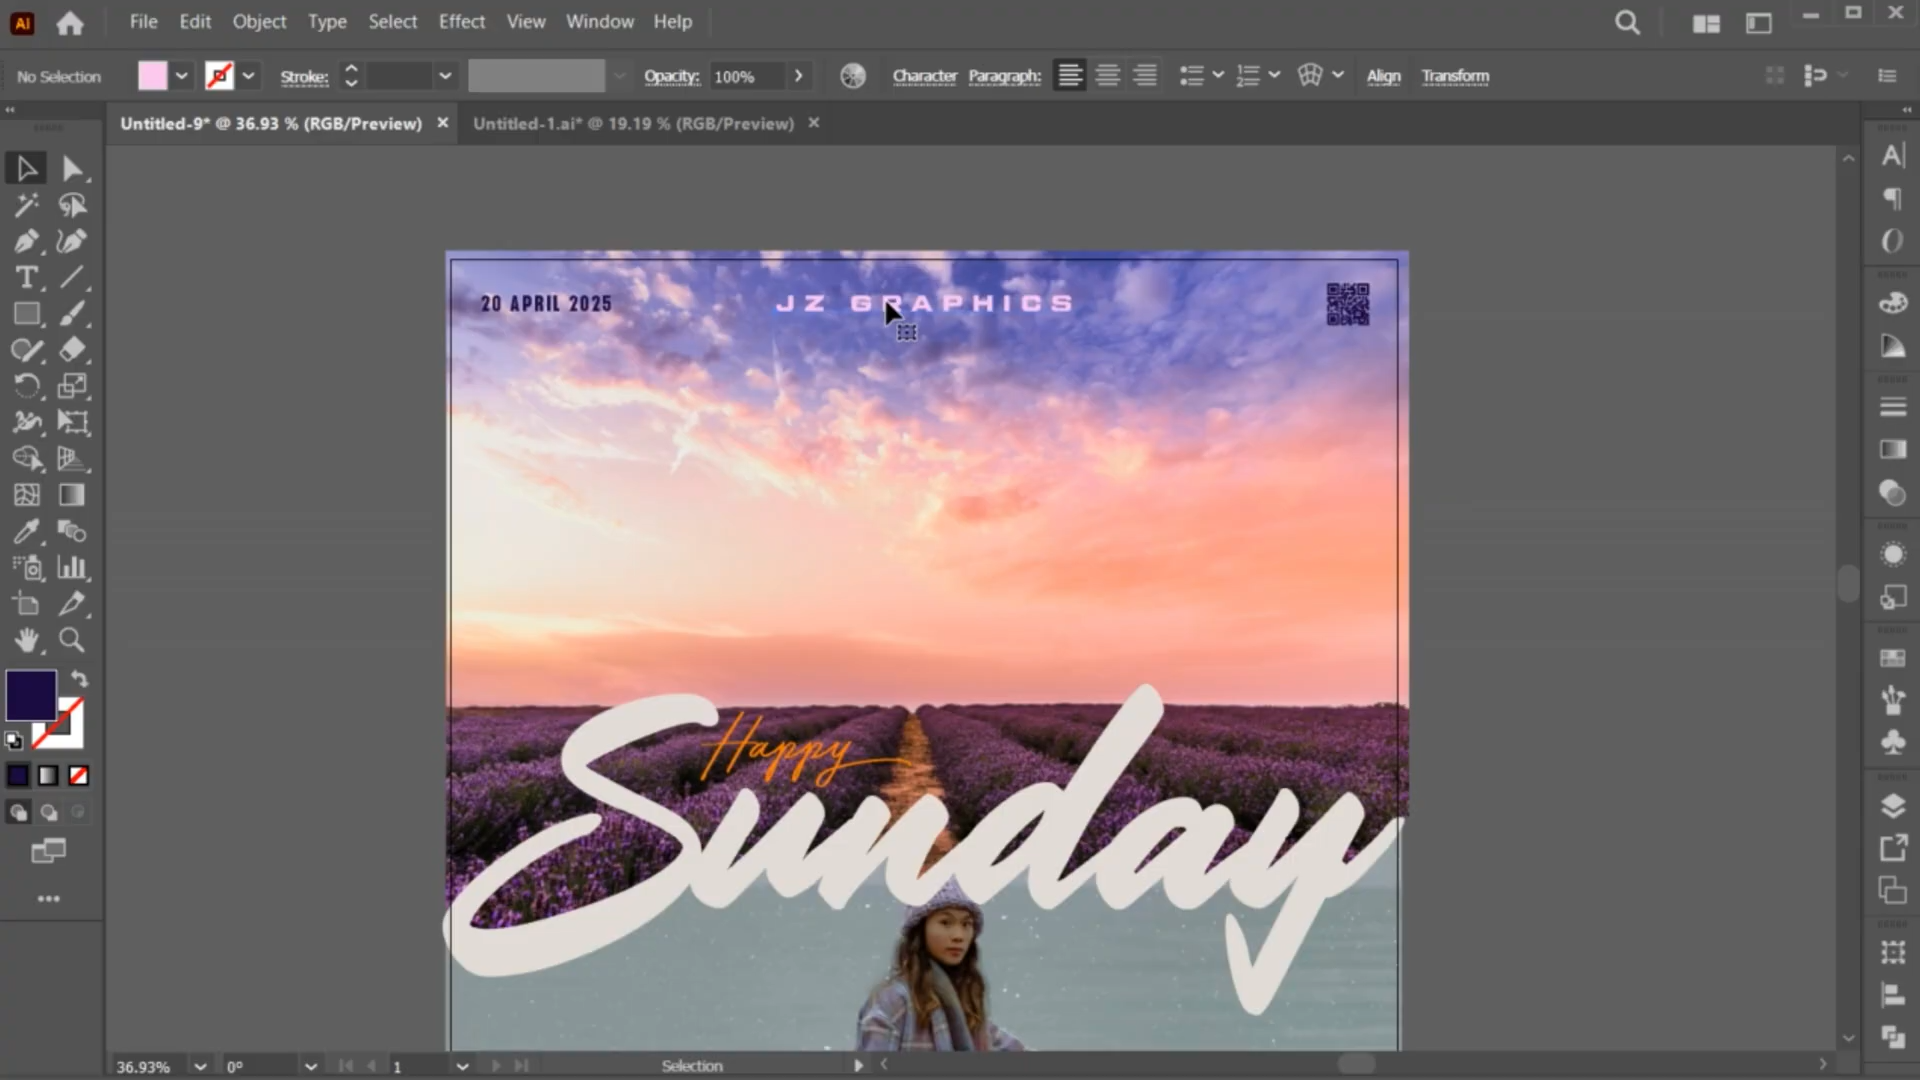 Ai File Edit Object Type Select Effect View Window Help
No Selection Stroke: Opacity: 100% Character Paragraph: Align Transform
Untitled-9* @ 36.93 % (RGB/Preview) × Untitled-1.ai* @ 19.19 % (RGB/Preview) ×
20 APRIL 2025 JZ GRAPHICS
Happy
Sunday
36.93% 0° 1 Selection